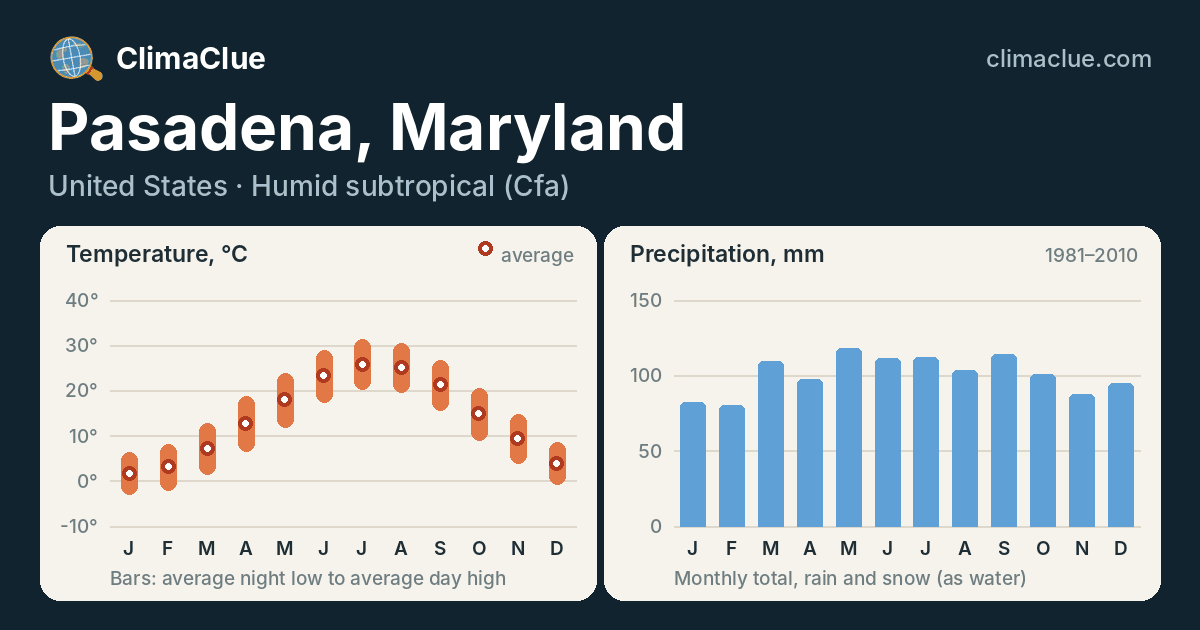 ClimaClue
climaclue.com
Pasadena, Maryland
United States · Humid subtropical (Cfa)
Temperature, °C
average
40°
30°
20°
10°
0°
-10°
J F M A M J J A S O N D
Bars: average night low to average day high
Precipitation, mm
1981–2010
150
100
50
0
J F M A M J J A S O N D
Monthly total, rain and snow (as water)